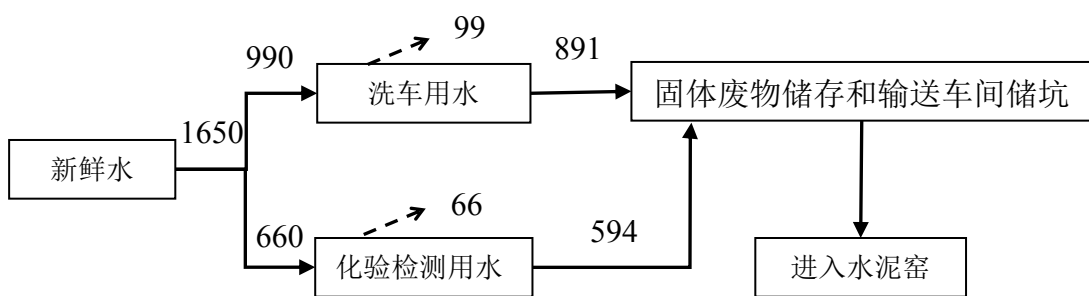 99
990
891
洗车用水
固体废物储存和输送车间储坑
1650
新鲜水
66
660
594
化验检测用水
进入水泥窑